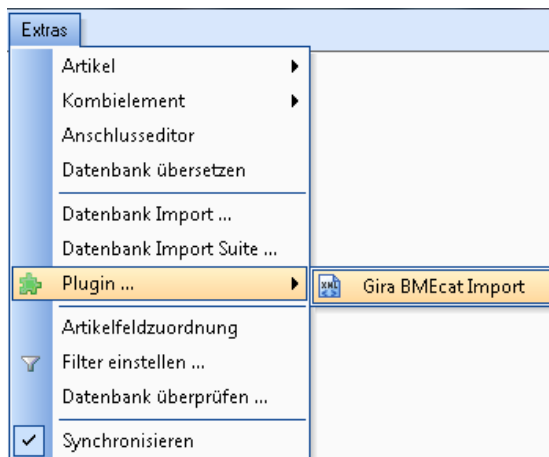 Extras
Artikel
Kombielement
Anschlusseditor
Datenbank übersetzen
Datenbank Import ...
Datenbank Import Suite ...
Plugin ...
Gira BMEcat Import
Artikelfeldzuordnung
Filter einstellen ...
Datenbank überprüfen ...
Synchronisieren